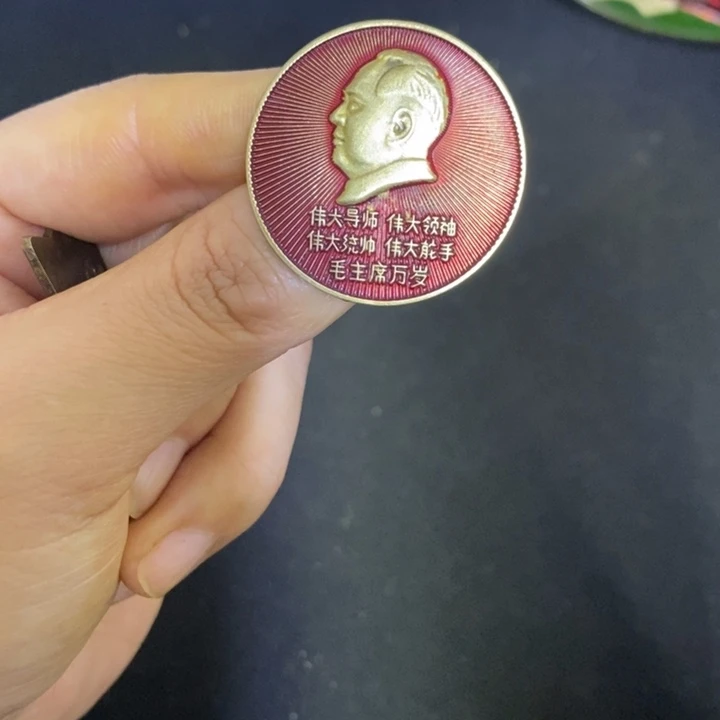 伟大导师 伟大领袖
伟大统帅 伟大舵手
毛主席万岁